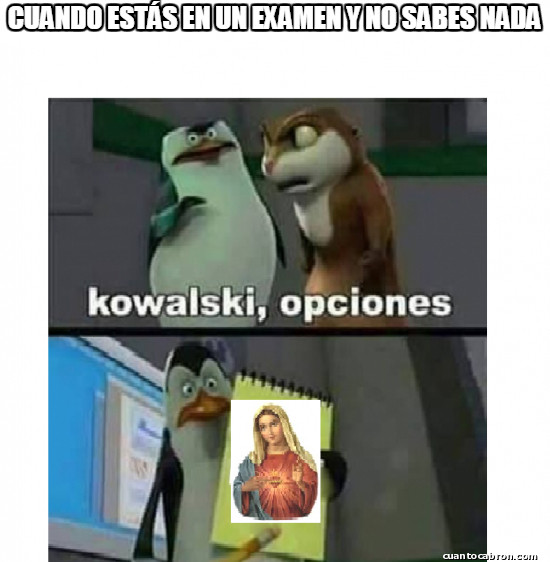 CUANDO ESTÁS EN UN EXAMEN Y NO SABES NADA
kowalski, opciones
cuantocabron.com